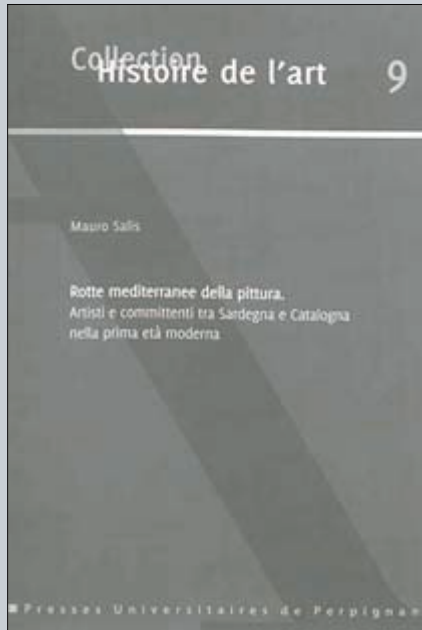 Collection
Histoire de l'art 9
Mauro Salis
Rotte mediterranee della pittura.
Artisti e committenti tra Sardegna e Catalogna
nella prima età moderna
Presses Universitaires de Perpignan